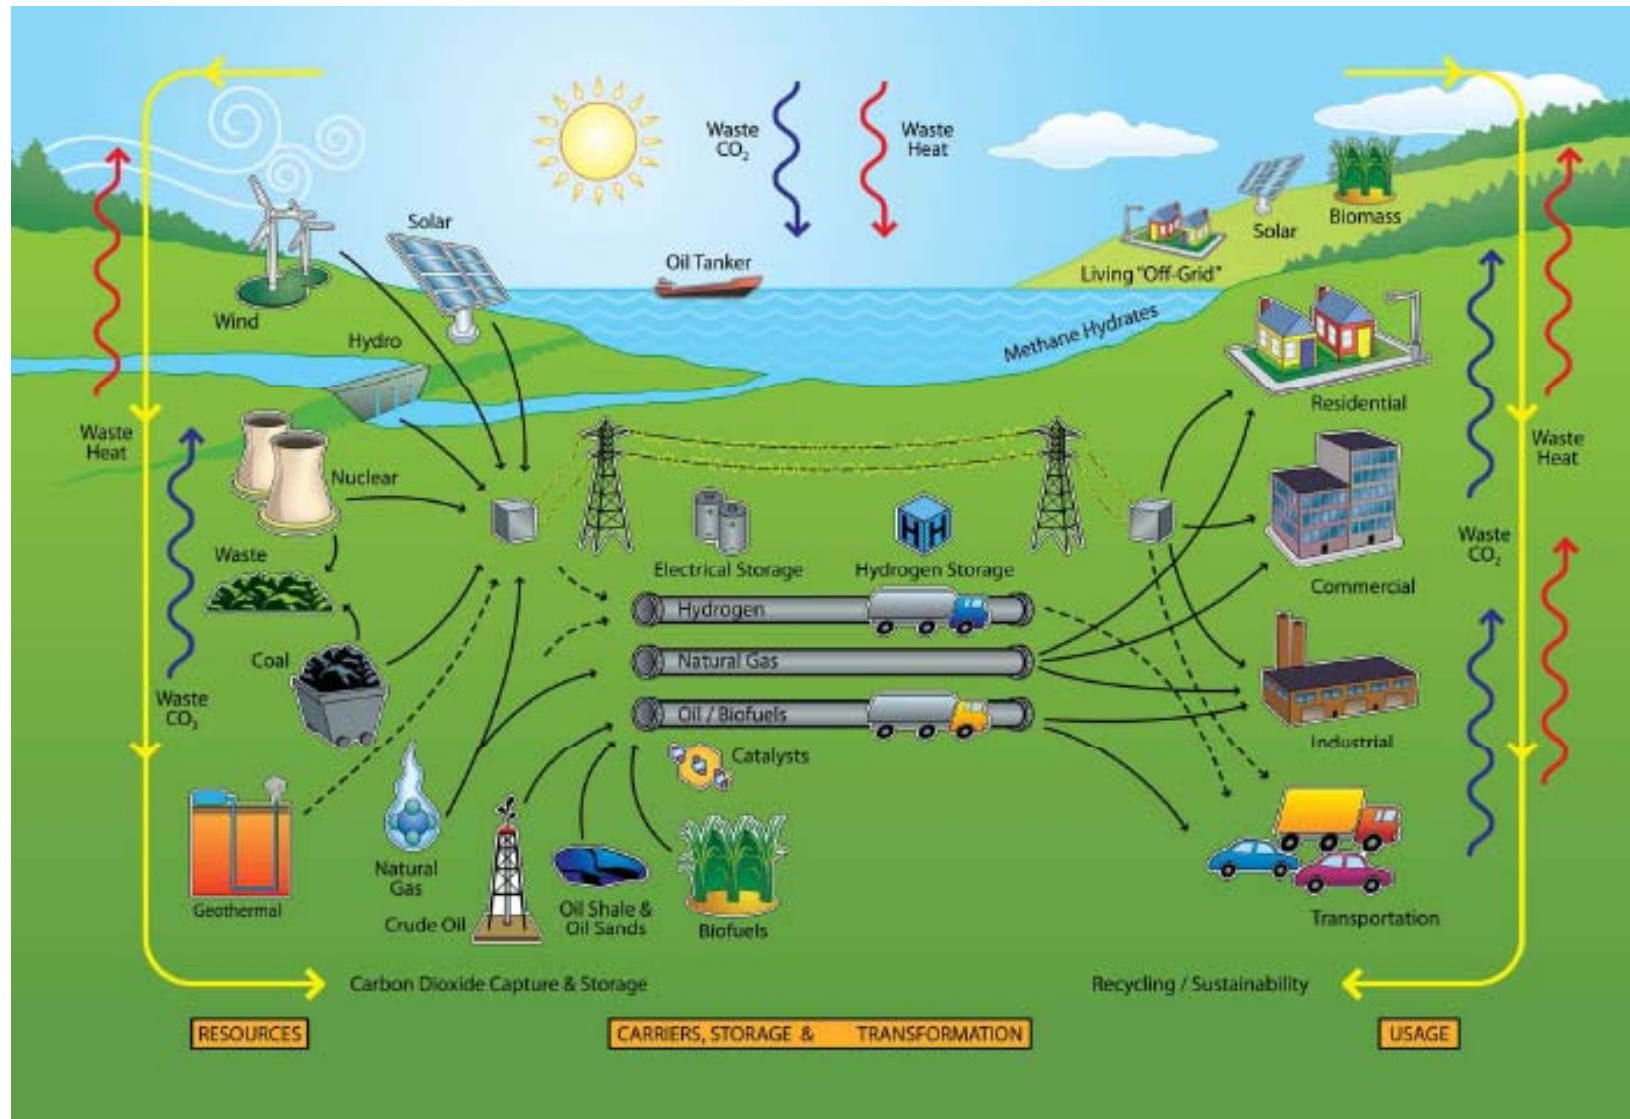 Waste
CO₂
Waste
Heat
Solar
Wind
Oil Tanker
Solar
Biomass
Living "Off-Grid"
Hydro
Methane Hydrates
Residential
Waste
Heat
Nuclear
Waste
Heat
Waste
Electrical Storage
Hydrogen Storage
Waste
CO₂
Commercial
Hydrogen
Coal
Natural Gas
Waste
CO₂
Oil / Biofuels
Industrial
Catalysts
Natural
Gas
Geothermal
Crude Oil
Oil Shale &
Oil Sands
Biofuels
Transportation
Carbon Dioxide Capture & Storage
Recycling / Sustainability
RESOURCES
CARRIERS, STORAGE & TRANSFORMATION
USAGE
HH